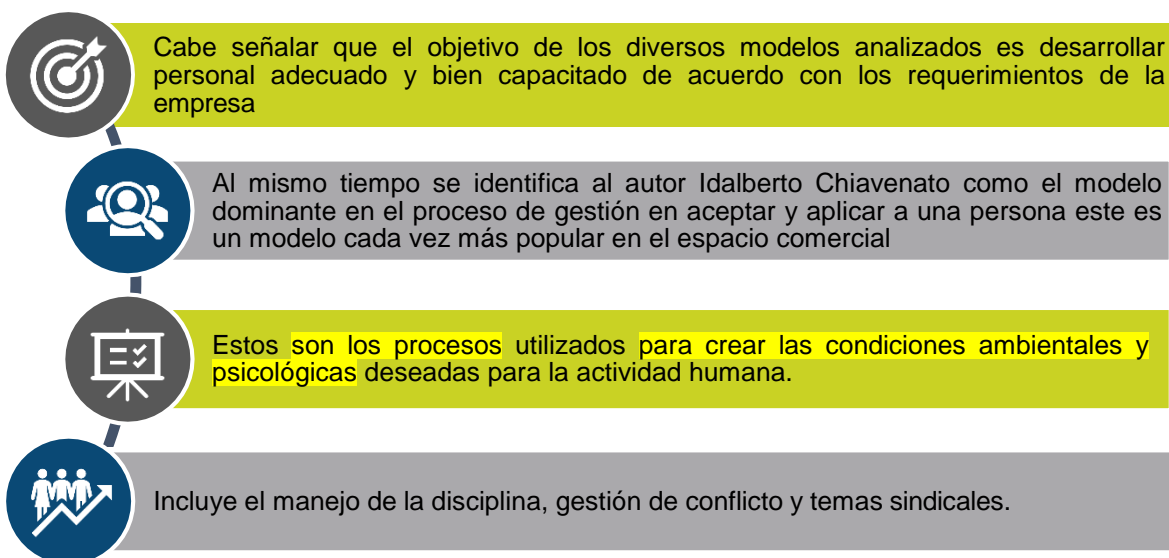 Cabe señalar que el objetivo de los diversos modelos analizados es desarrollar
personal adecuado y bien capacitado de acuerdo con los requerimientos de la
empresa
Al mismo tiempo se identifica al autor Idalberto Chiavenato como el modelo
dominante en el proceso de gestión en aceptar y aplicar a una persona este es
un modelo cada vez más popular en el espacio comercial
Estos son los procesos utilizados para crear las condiciones ambientales y
psicológicas deseadas para la actividad humana.
Incluye el manejo de la disciplina, gestión de conflicto y temas sindicales.